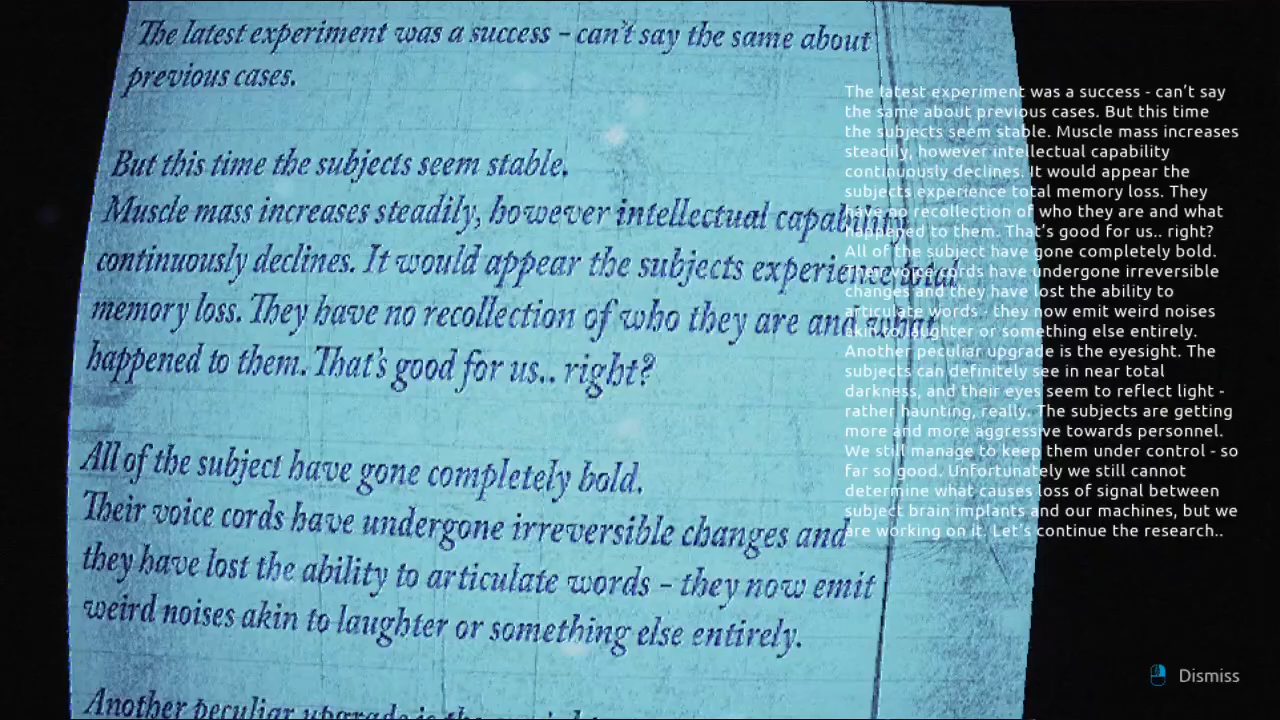 The latest experiment was a success - can't say the same about
previous cases.
But this time the subjects seem stable.
Muscle mass increases steadily, however intellectual capability
continuously declines. It would appear the subjects experience total
memory loss. They have no recollection of who they are and what
happened to them. That's good for us.. right?
All of the subject have gone completely bold.
Their voice cords have undergone irreversible changes and
they have lost the ability to articulate words - they now emit
weird noises akin to laughter or something else entirely.
Another peculiar upgrade is the eyesight.
The latest experiment was a success - can't say
the same about previous cases. But this time
the subjects seem stable. Muscle mass increases
steadily, however intellectual capability
continuously declines. It would appear the
subjects experience total memory loss. They
have no recollection of who they are and what
happened to them. That's good for us.. right?
All of the subject have gone completely bold.
Their voice cords have undergone irreversible
changes and they have lost the ability to
articulate words - they now emit weird noises
akin to laughter or something else entirely.
Another peculiar upgrade is the eyesight. The
subjects can definitely see in near total
darkness, and their eyes seem to reflect light -
rather haunting, really. The subjects are getting
more and more aggressive towards personnel.
We still manage to keep them under control - so
far so good. Unfortunately we still cannot
determine what causes loss of signal between
subject brain implants and our machines, but we
are working on it. Let's continue the research..
Dismiss